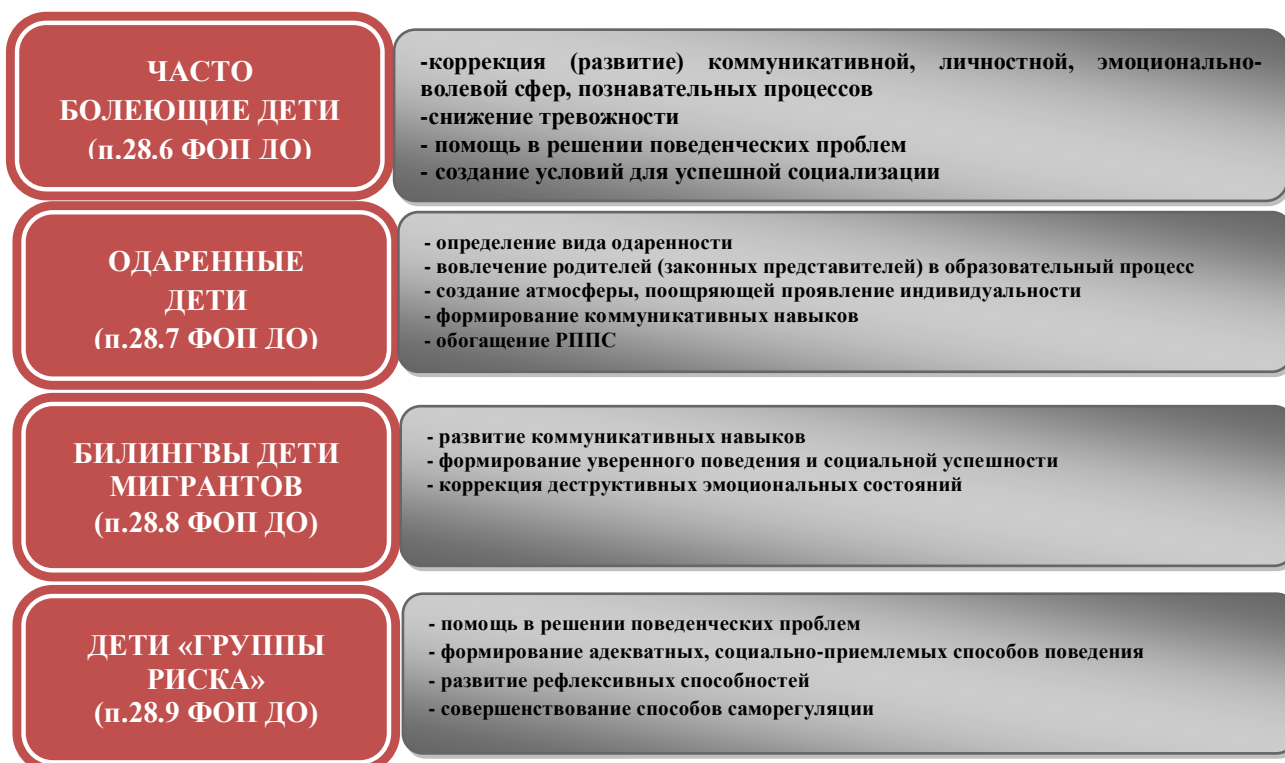 ЧАСТО
БОЛЕЮЩИЕ ДЕТИ
(п.28.6 ФОП ДО)
-коррекция (развитие) коммуникативной, личностной, эмоционально-
волевой сфер, познавательных процессов
-снижение тревожности
- помощь в решении поведенческих проблем
- создание условий для успешной социализации
ОДАРЕННЫЕ
ДЕТИ
(п.28.7 ФОП ДО)
- определение вида одаренности
- вовлечение родителей (законных представителей) в образовательный процесс
- создание атмосферы, поощряющей проявление индивидуальности
- формирование коммуникативных навыков
- обогащение РППС
БИЛИНГВЫ ДЕТИ
МИГРАНТОВ
(п.28.8 ФОП ДО)
- развитие коммуникативных навыков
- формирование уверенного поведения и социальной успешности
- коррекция деструктивных эмоциональных состояний
ДЕТИ «ГРУППЫ
РИСКА»
(п.28.9 ФОП ДО)
- помощь в решении поведенческих проблем
- формирование адекватных, социально-приемлемых способов поведения
- развитие рефлексивных способностей
- совершенствование способов саморегуляции